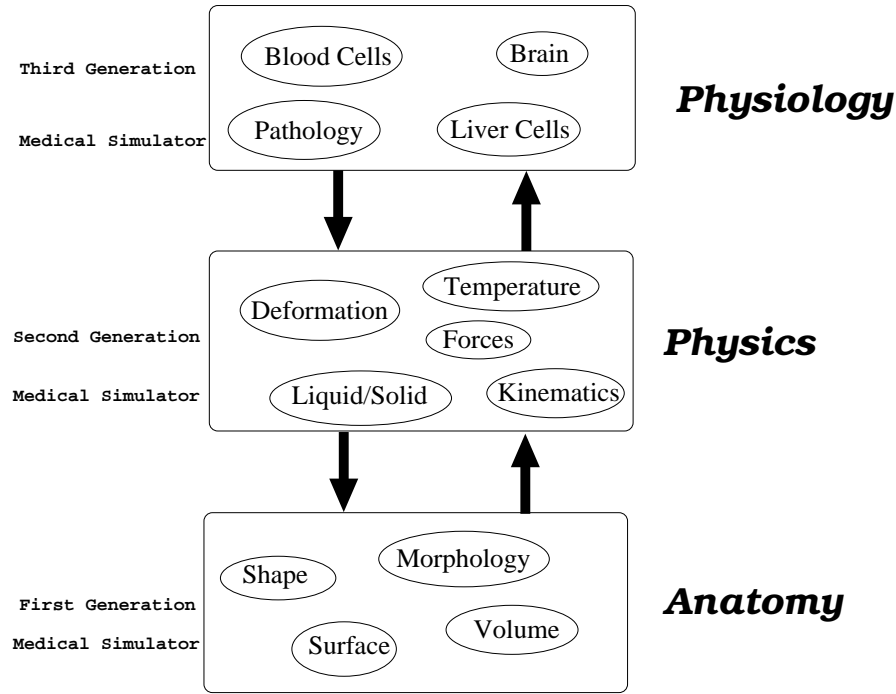 Third Generation
Medical Simulator
Blood Cells
Brain
Pathology
Liver Cells
Physiology
Second Generation
Medical Simulator
Deformation
Temperature
Forces
Liquid/Solid
Kinematics
Physics
First Generation
Medical Simulator
Shape
Morphology
Surface
Volume
Anatomy